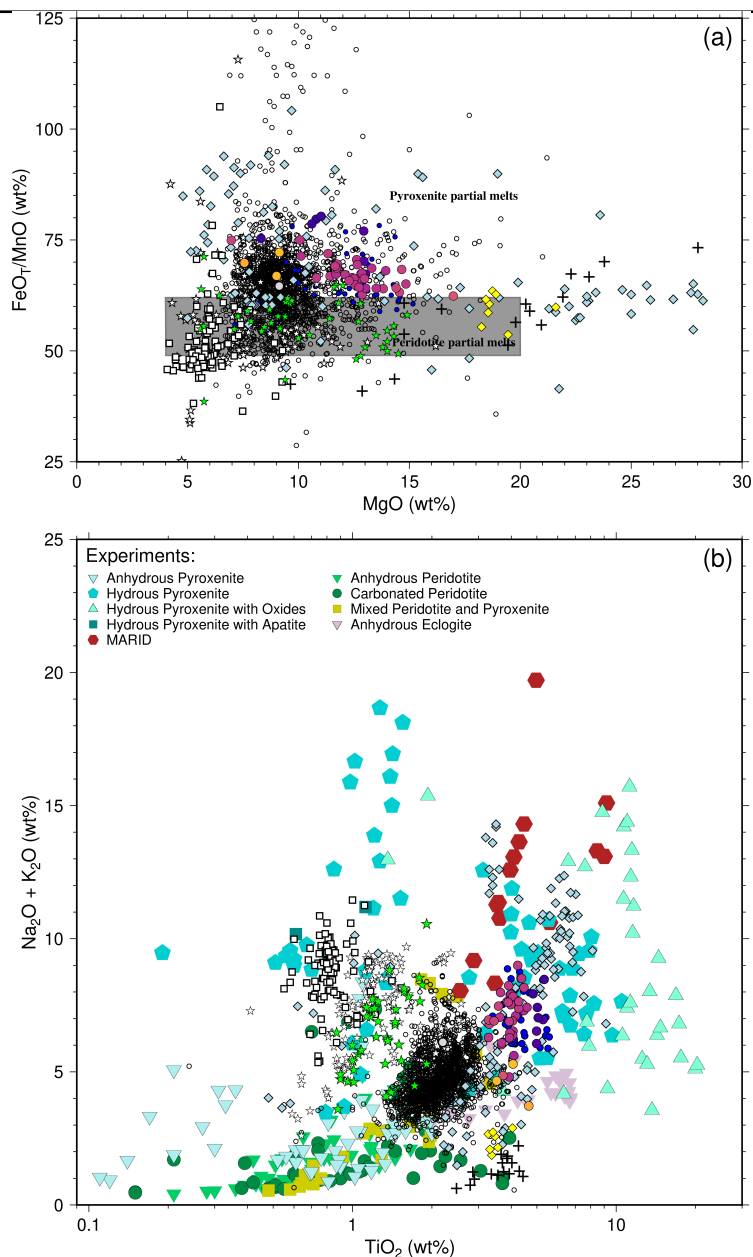 (a)
125
100
75
50
25
FeO_T/MnO (wt%)
Pyroxenite partial melts
Peridotite partial melts
0 5 10 15 20 25 30
MgO (wt%)
(b)
25
20
15
10
5
0
Na₂O + K₂O (wt%)
Experiments:
Anhydrous Pyroxenite
Hydrous Pyroxenite
Hydrous Pyroxenite with Oxides
Hydrous Pyroxenite with Apatite
MARID
Anhydrous Peridotite
Carbonated Peridotite
Mixed Peridotite and Pyroxenite
Anhydrous Eclogite
0.1 1 10
TiO₂ (wt%)